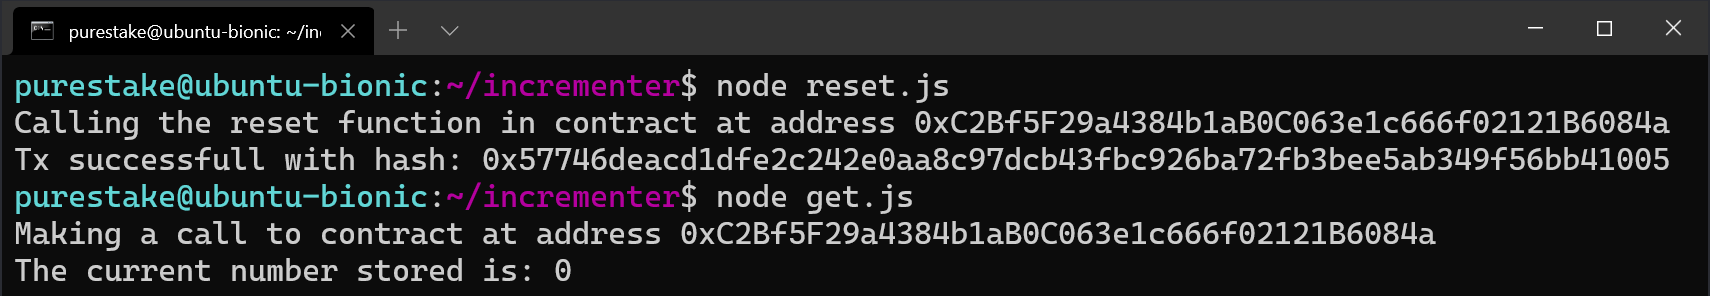 purestake@ubuntu-bionic: ~/in
purestake@ubuntu-bionic:~/incrementer$ node reset.js
Calling the reset function in contract at address 0xC2Bf5F29a4384b1aB0C063e1c666f02121B6084a
Tx successfull with hash: 0x57746deacd1dfe2c242e0aa8c97dcb43fbc926ba72fb3bee5ab349f56bb41005
purestake@ubuntu-bionic:~/incrementer$ node get.js
Making a call to contract at address 0xC2Bf5F29a4384b1aB0C063e1c666f02121B6084a
The current number stored is: 0